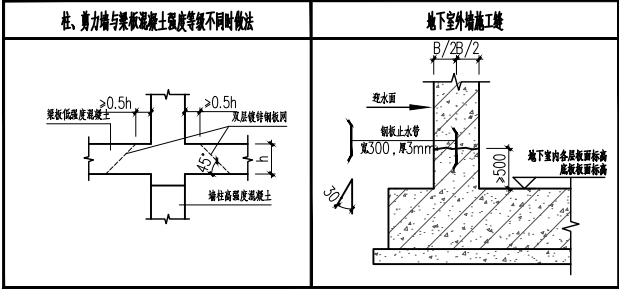 柱、剪力墙与梁板混凝土强度等级不同时做法
≥0.5h
≥0.5h
梁板低强度混凝土
双层镀锌钢板网
45°
h
墙柱高强度混凝土
地下室外墙施工缝
B/2B/2
迎水面
钢板止水管
宽300,厚3mm
≥500
地下室内各层板面标高
底板板面标高
30